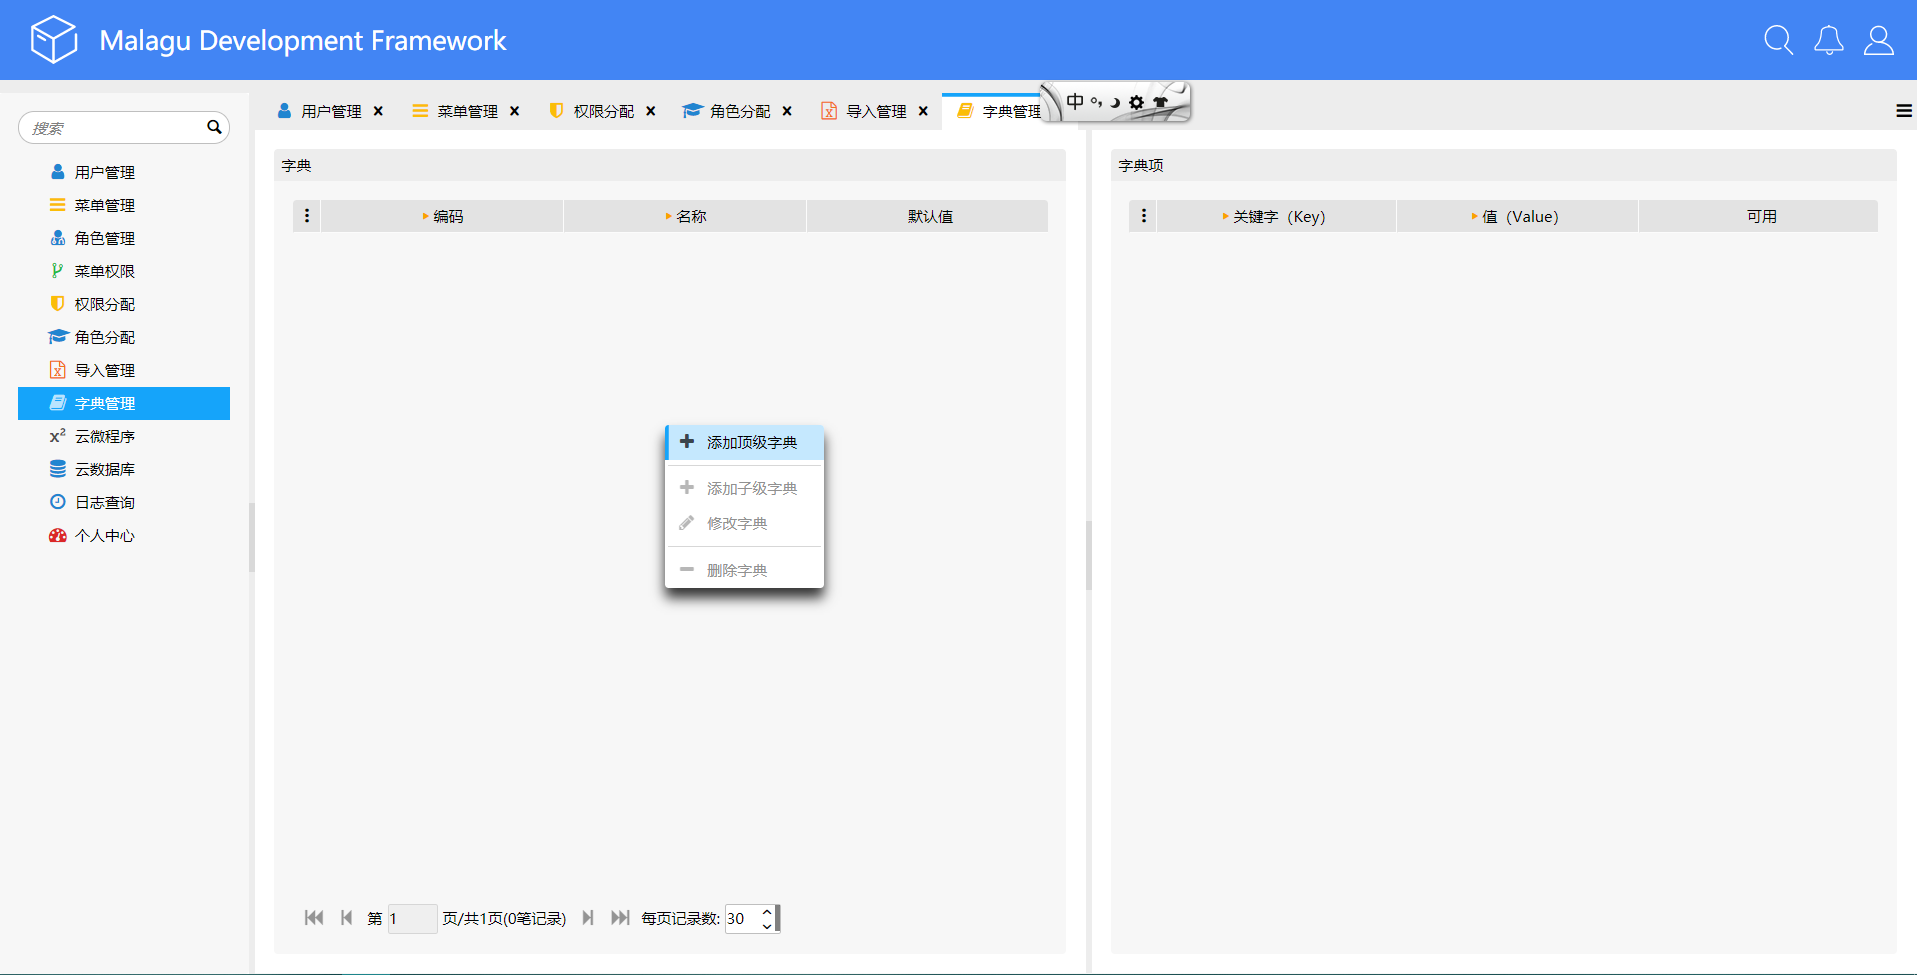 Malagu Development Framework
用户管理
菜单管理
权限分配
角色分配
导入管理
字典管理
中
搜索
用户管理
菜单管理
角色管理
菜单权限
权限分配
角色分配
导入管理
字典管理
x² 云微程序
云数据库
日志查询
个人中心
字典
编码 名称 默认值
添加顶级字典
添加子级字典
修改字典
删除字典
第 1 页/共1页(0笔记录) 每页记录数: 30
字典项
关键字（Key） 值（Value） 可用